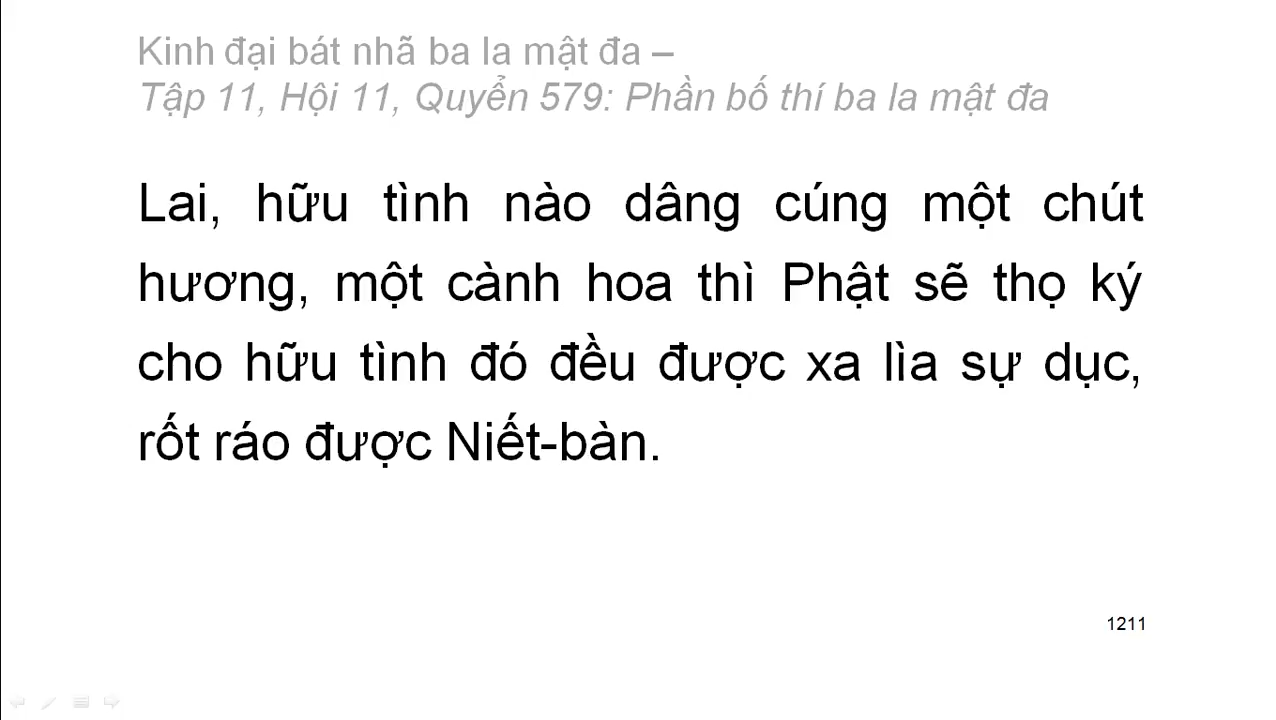 Kinh đại bát nhã ba la mật đa –
Tập 11, Hội 11, Quyển 579: Phần bố thí ba la mật đa
Lai, hữu tình nào dâng cúng một chút
hương, một cành hoa thì Phật sẽ thọ ký
cho hữu tình đó đều được xa lìa sự dục,
rốt ráo được Niết-bàn.
1211